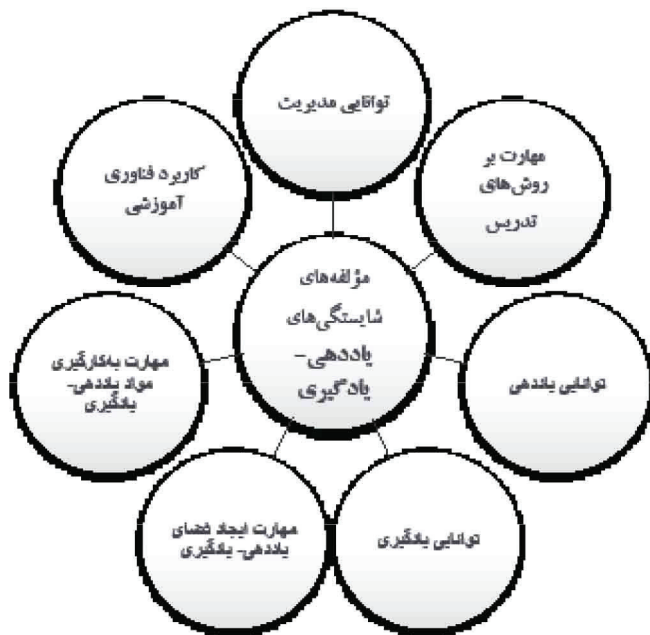 توانایی مدیریت
مهارت بر
روش‌های
تدریس
توانایی یاددهی
توانایی یادگیری
مهارت ایجاد فضای
یاددهی- یادگیری
مهارت به‌کارگیری
مواد یاددهی-
یادگیری
کاربرد فناوری
آموزشی
مؤلفه‌های
شایستگی‌های
یاددهی-
یادگیری